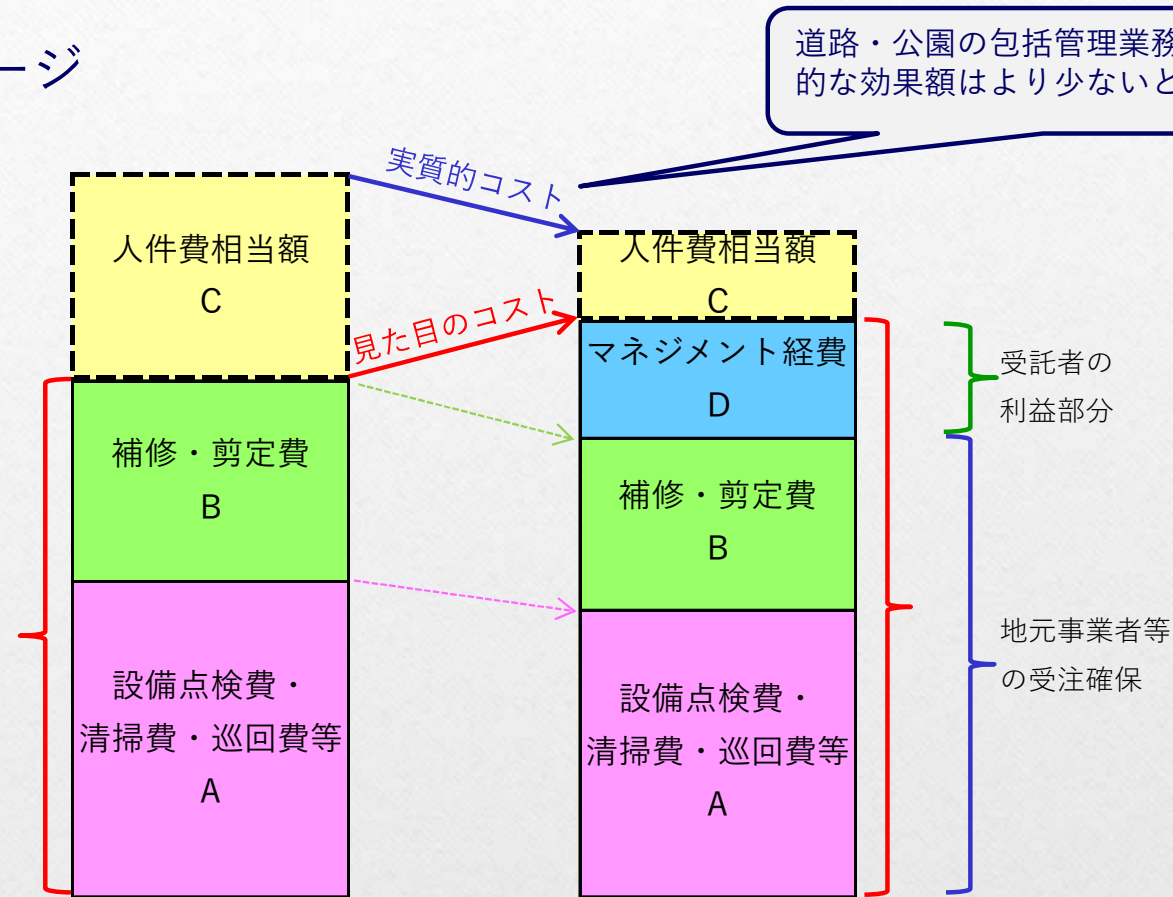 ージ
道路・公園の包括管理業務
的な効果額はより少ないと
実質的コスト
見た目のコスト
人件費相当額
C
補修・剪定費
B
設備点検費・
清掃費・巡回費等
A
人件費相当額
C
マネジメント経費
D
補修・剪定費
B
設備点検費・
清掃費・巡回費等
A
受託者の
利益部分
地元事業者等
の受注確保